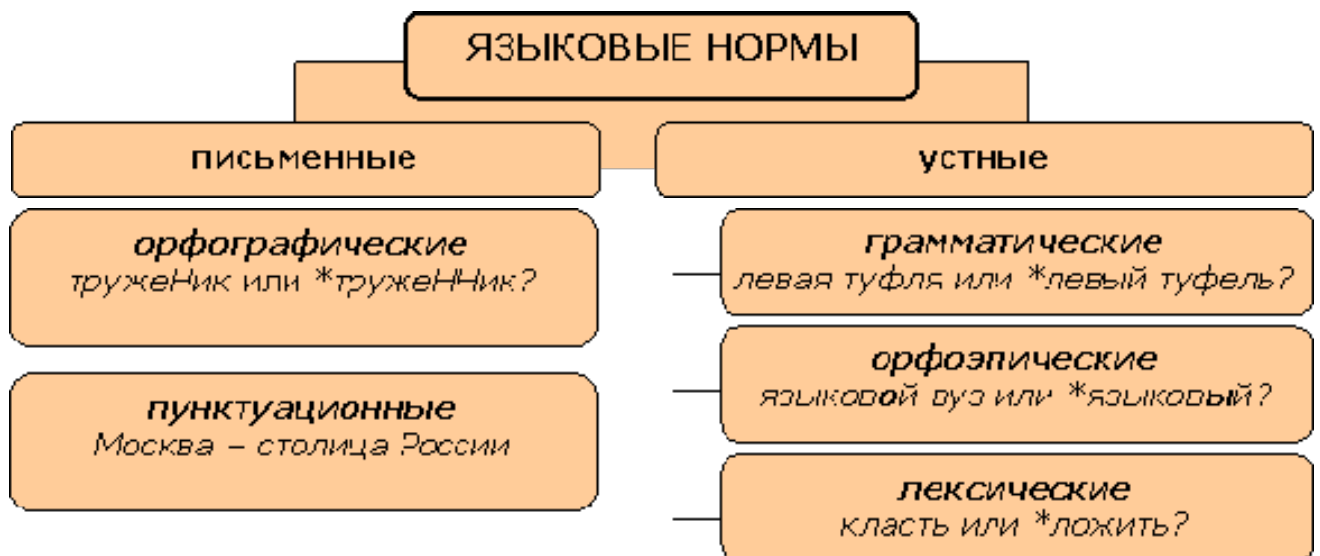 ЯЗЫКОВЫЕ НОРМЫ
письменные
орфографические
тружеНик или *тружеННик?
пунктуационные
Москва – столица России
устные
грамматические
левая туфля или *левый туфель?
орфоэпические
языковой вуз или *языковый?
лексические
класть или *ложить?